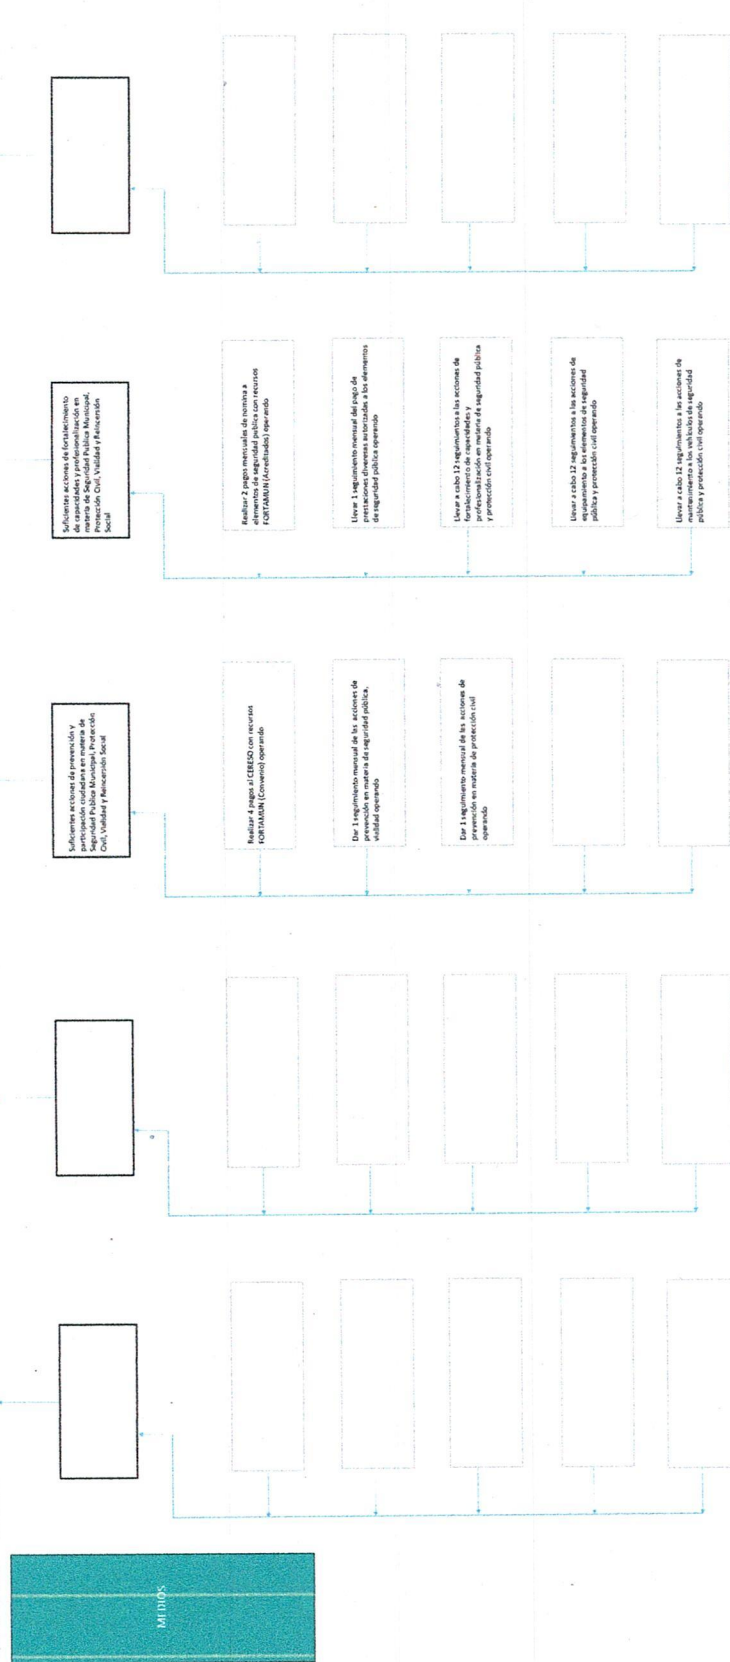 MEDIOS
Suficientes acciones de prevención y
participación ciudadana en materia de
Seguridad Publica Municipal, Protección
Civil, Vialidad y Reincersión Social
Realizar 4 pagos al CERESO con recursos
FORTAMUN (Convenio) operando
Dar 1 seguimiento mensual de las acciones de
prevención en materia de seguridad pública,
vialidad operando
Dar 1 seguimiento mensual de las acciones de
prevención en materia de protección civil
operando
Suficientes acciones de fortalecimiento
de capacidades y profesionalización en
materia de Seguridad Publica Municipal,
Protección Civil, Vialidad y Reincersión
Social
Realizar 2 pagos mensuales de nomina a
elementos de seguridad publica con recursos
FORTAMUN (Acreditados) operando
Llevar 1 seguimiento mensual del pago de
prestaciones diveresas autorizadas a los elementos
de seguridad pública operando
Llevar a cabo 12 seguimientos a las acciones de
fortalecimiento de capacidades y
profesionalización en materia de seguridad pública
y protección civil operando
Llevar a cabo 12 seguimientos a las acciones de
equipamiento a los elementos de seguridad
pública y protección civil operando
Llevar a cabo 12 seguimientos a las acciones de
mantenimiento a los vehículos de seguridad
pública y protección civil operando